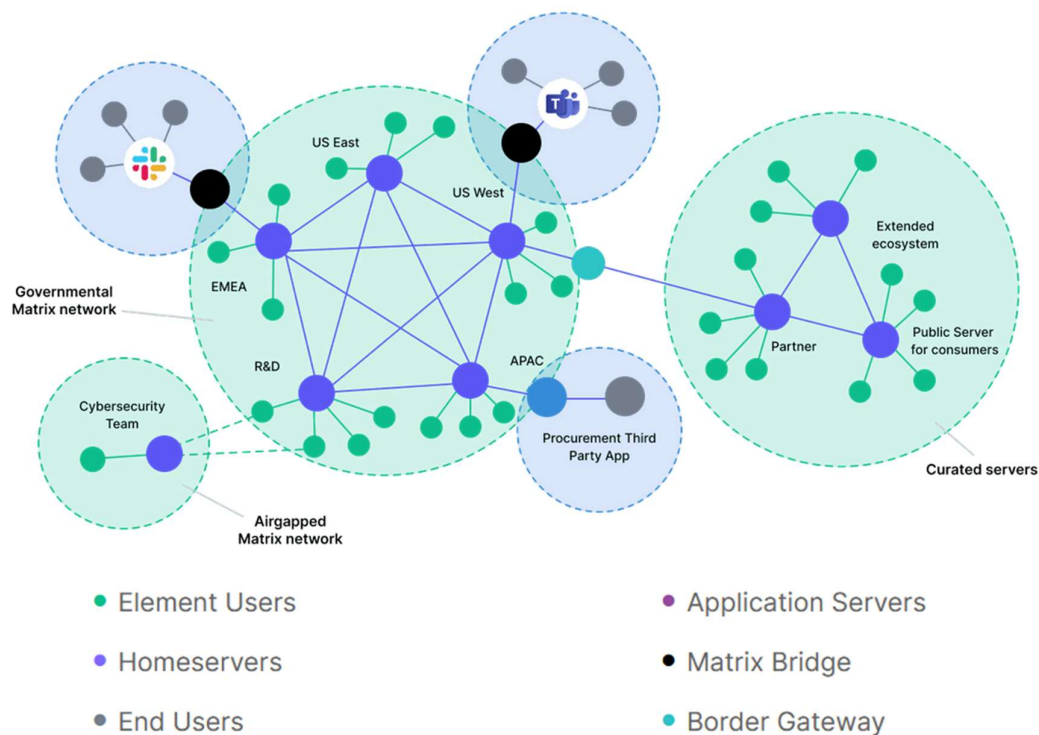 US East
US West
Extended
ecosystem
EMEA
Governmental
Matrix network
Public Server
for consumers
Partner
R&D
APAC
Cybersecurity
Team
Procurement Third
Party App
Curated servers
Airgapped
Matrix network
Element Users
Homeservers
End Users
Application Servers
Matrix Bridge
Border Gateway
T